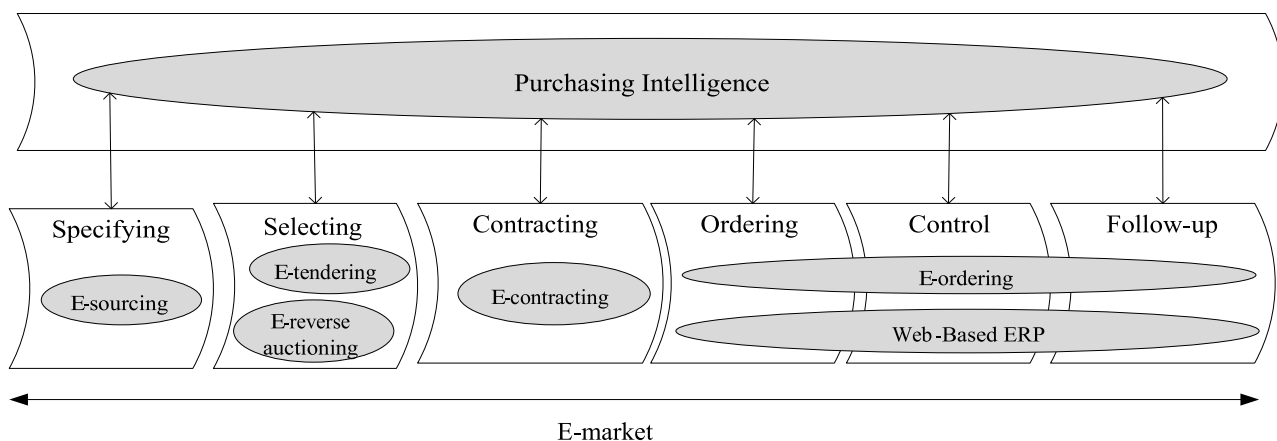 Purchasing Intelligence
Specifying
Selecting
Contracting
Ordering
Control
Follow-up
E-sourcing
E-tendering
E-reverse
auctioning
E-contracting
E-ordering
Web-Based ERP
E-market